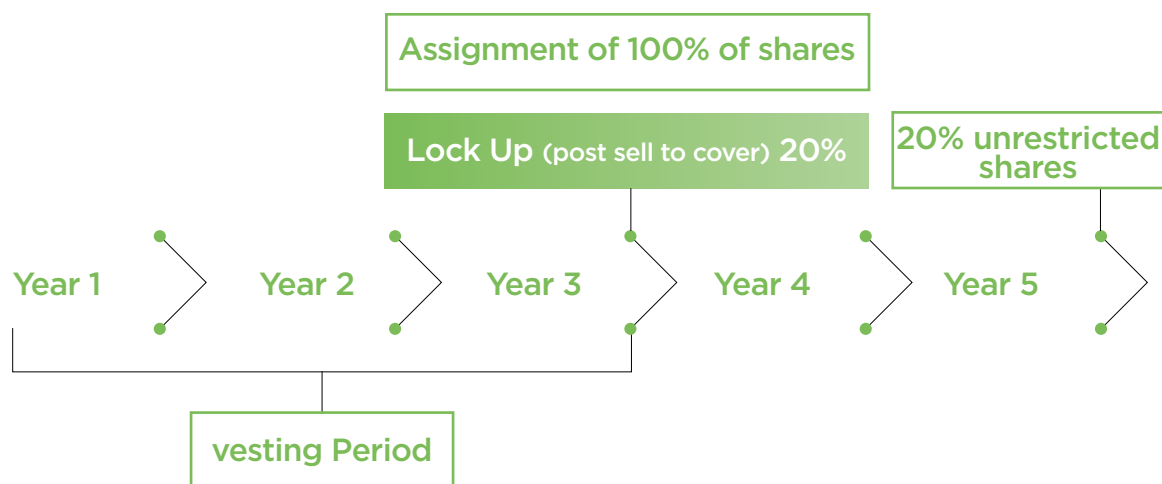 Assignment of 100% of shares
Lock Up (post sell to cover) 20%
20% unrestricted
shares
Year 1
Year 2
Year 3
Year 4
Year 5
vesting Period